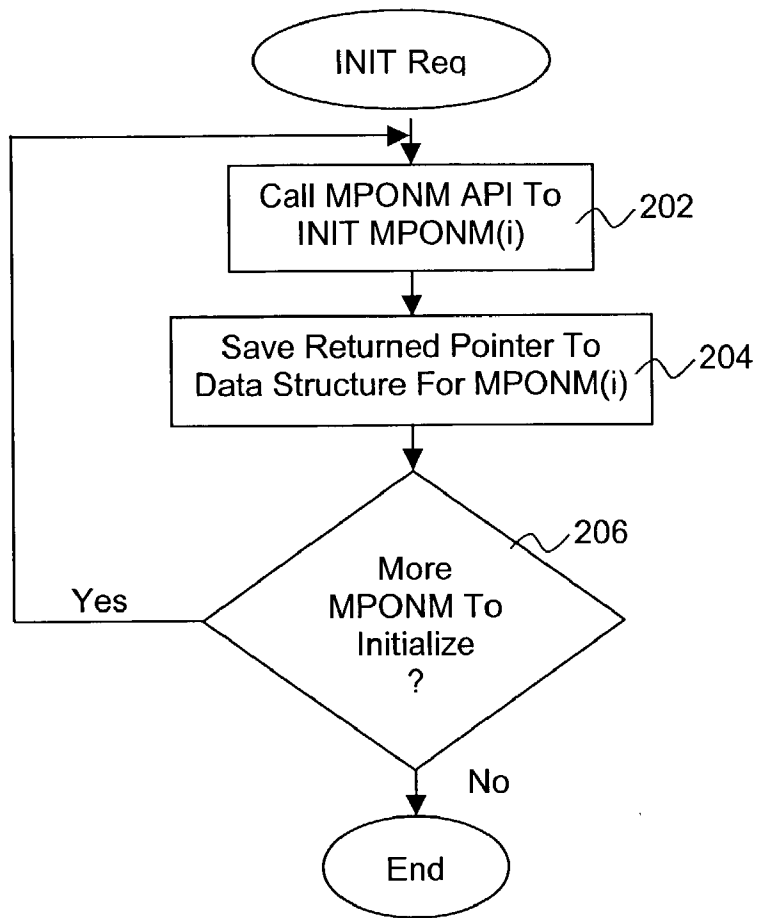 INIT Req
Call MPONM API To
INIT MPONM(i)
202
Save Returned Pointer To
Data Structure For MPONM(i)
204
206
More
MPONM To
Initialize
?
Yes
No
End